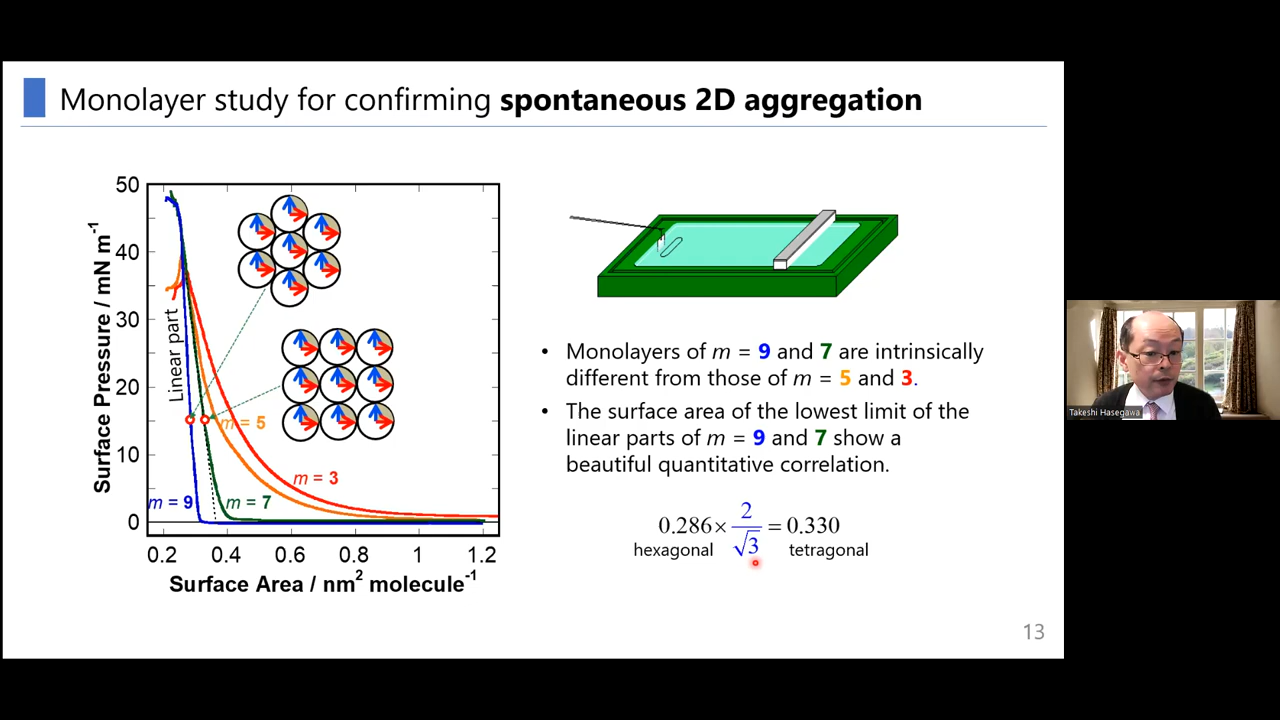 Monolayer study for confirming spontaneous 2D aggregation
50
40
30
20
10
0
Surface Pressure / mN m⁻¹
Linear part
m = 5
m = 3
m = 9
m = 7
0.2 0.4 0.6 0.8 1 1.2
Surface Area / nm² molecule⁻¹
• Monolayers of m = 9 and 7 are intrinsically
different from those of m = 5 and 3.
• The surface area of the lowest limit of the
linear parts of m = 9 and 7 show a
beautiful quantitative correlation.
0.286 × 2/√3 = 0.330
hexagonal tetragonal
13
Takeshi Hasegawa